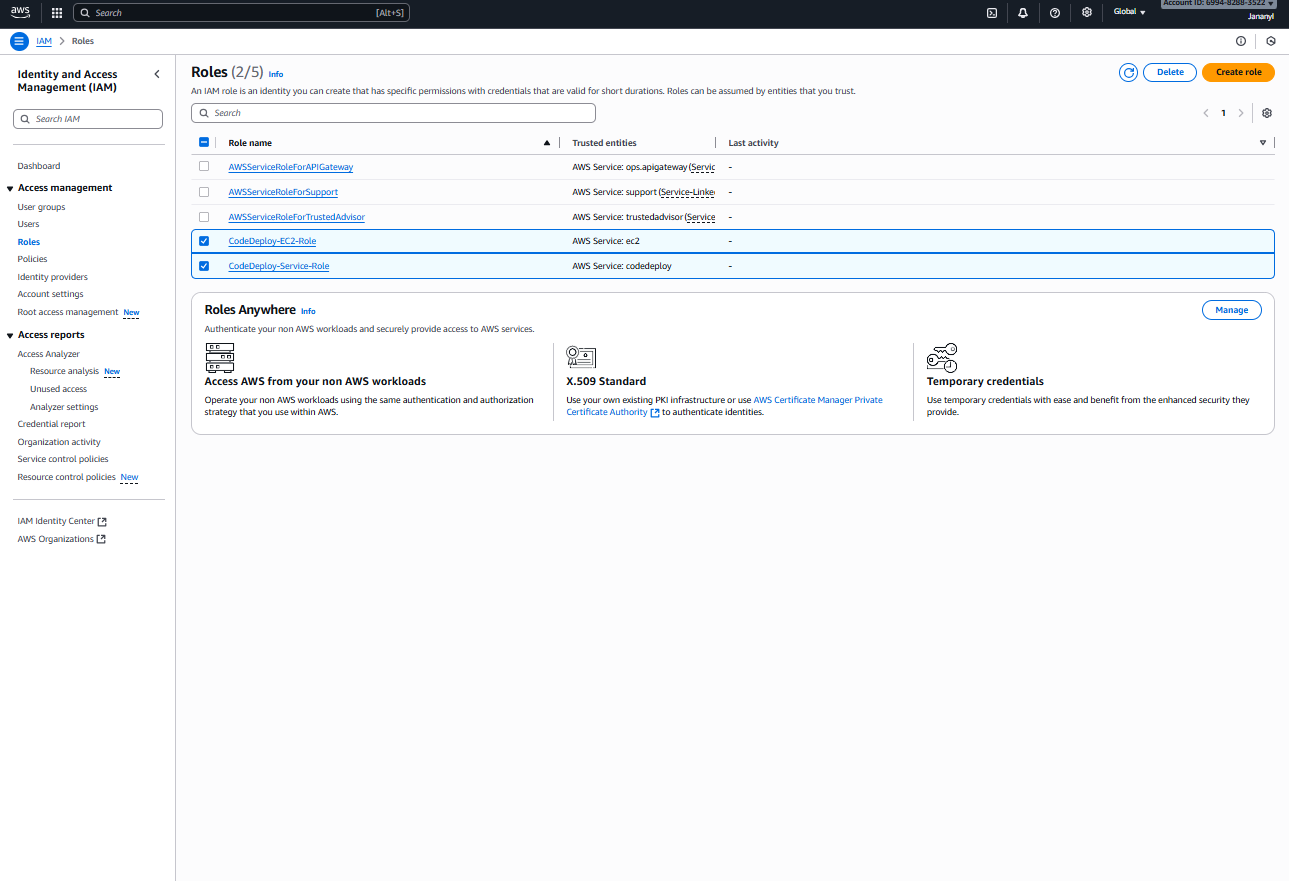 aws
Search [Alt+S]
Global
Account ID: 6994-8288-3522
Jananyl
IAM > Roles
Identity and Access Management (IAM)
Search IAM
Dashboard
Access management
User groups
Users
Roles
Policies
Identity providers
Account settings
Root access management New
Access reports
Access Analyzer
Resource analysis New
Unused access
Analyzer settings
Credential report
Organization activity
Service control policies
Resource control policies New
IAM Identity Center
AWS Organizations
Roles (2/5) Info
Delete
Create role
An IAM role is an identity you can create that has specific permissions with credentials that are valid for short durations. Roles can be assumed by entities that you trust.
Search
1
Role name Trusted entities Last activity
AWSServiceRoleForAPIGateway AWS Service: ops.apigateway (Servic -
AWSServiceRoleForSupport AWS Service: support (Service-Linke -
AWSServiceRoleForTrustedAdvisor AWS Service: trustedadvisor (Service -
CodeDeploy-EC2-Role AWS Service: ec2 -
CodeDeploy-Service-Role AWS Service: codedeploy -
Roles Anywhere Info
Manage
Authenticate your non AWS workloads and securely provide access to AWS services.
Access AWS from your non AWS workloads
Operate your non AWS workloads using the same authentication and authorization
strategy that you use within AWS.
X.509 Standard
Use your own existing PKI infrastructure or use AWS Certificate Manager Private
Certificate Authority to authenticate identities.
Temporary credentials
Use temporary credentials with ease and benefit from the enhanced security they
provide.